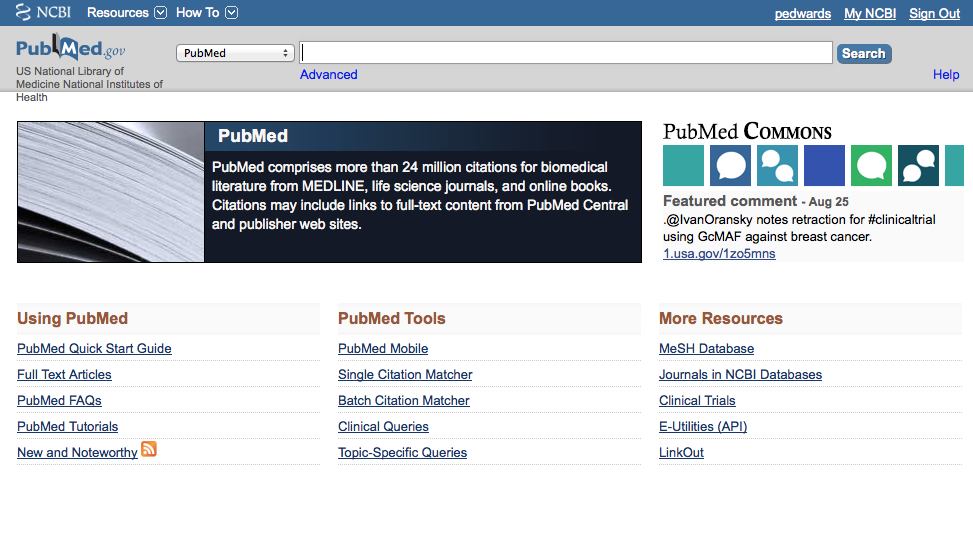 NCBI Resources How To pedwards My NCBI Sign Out
PubMed.gov
US National Library of
Medicine National Institutes of
Health
PubMed Search
Advanced Help
PubMed
PubMed comprises more than 24 million citations for biomedical
literature from MEDLINE, life science journals, and online books.
Citations may include links to full-text content from PubMed Central
and publisher web sites.
PubMed COMMONS
Featured comment - Aug 25
.@IvanOransky notes retraction for #clinicaltrial
using GcMAF against breast cancer.
1.usa.gov/1zo5mns
Using PubMed
PubMed Quick Start Guide
Full Text Articles
PubMed FAQs
PubMed Tutorials
New and Noteworthy
PubMed Tools
PubMed Mobile
Single Citation Matcher
Batch Citation Matcher
Clinical Queries
Topic-Specific Queries
More Resources
MeSH Database
Journals in NCBI Databases
Clinical Trials
E-Utilities (API)
LinkOut